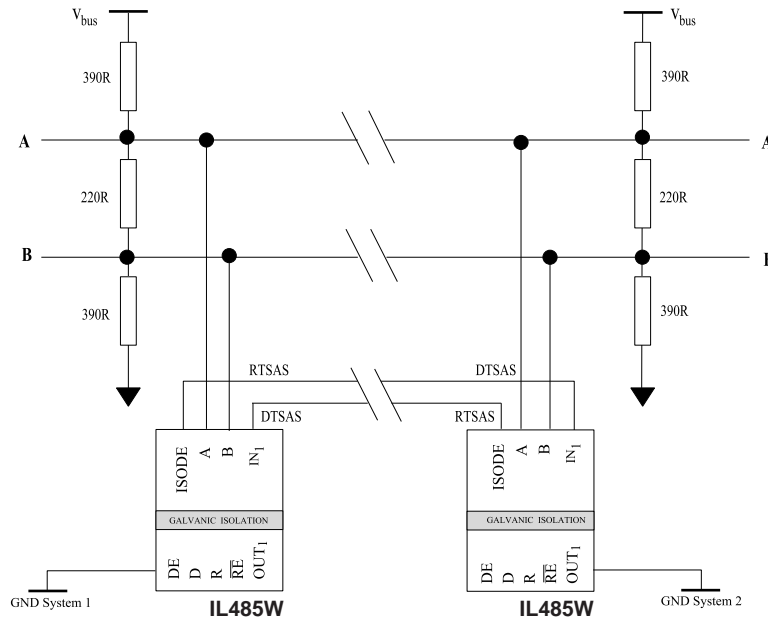 Vbus
Vbus
390R
390R
A
A
220R
220R
B
390R
390R
RTSAS
DTSAS
DTSAS
RTSAS
ISODE
A
B
IN1
ISODE
A
B
IN1
GALVANIC ISOLATION
GALVANIC ISOLATION
DE
D
R
RE
OUT1
DE
D
R
RE
OUT1
GND System 1
GND System 2
IL485W
IL485W